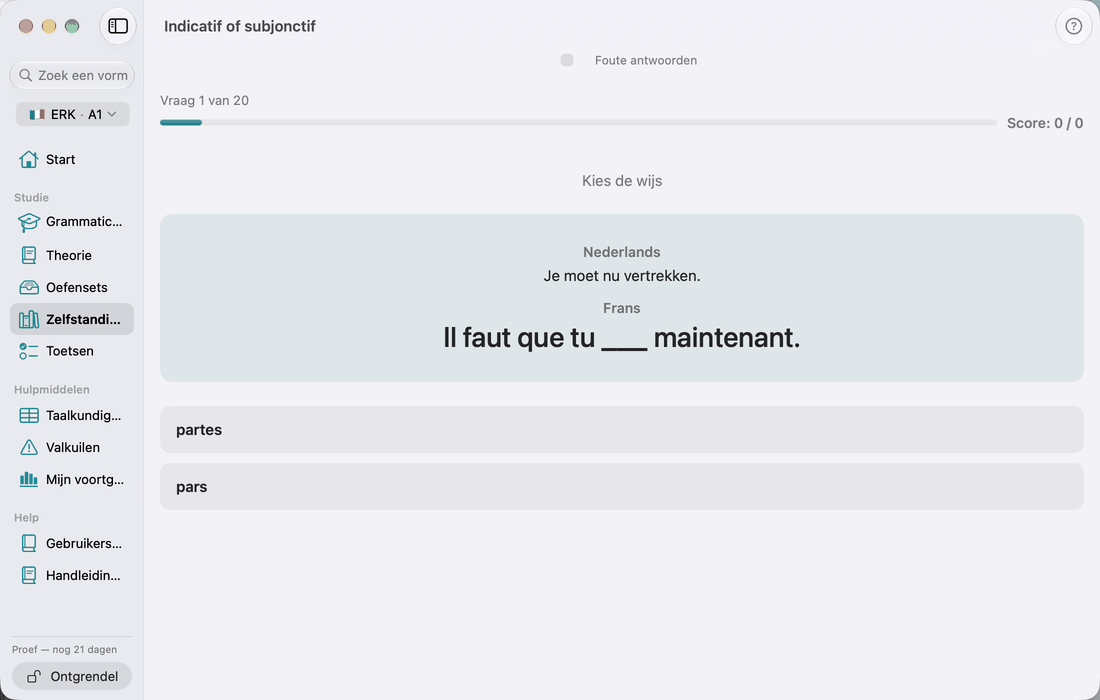 Indicatif of subjonctif
Zoek een vorm
Foute antwoorden
ERK · A1
Vraag 1 van 20
Score: 0 / 0
Start
Studie
Grammatic...
Theorie
Oefensets
Zelfstandi...
Toetsen
Hulpmiddelen
Taalkundig...
Valkuilen
Mijn voortg...
Help
Gebruikers...
Handleidin...
Proef — nog 21 dagen
Ontgrendel
Kies de wijs
Nederlands
Je moet nu vertrekken.
Frans
Il faut que tu ___ maintenant.
partes
pars